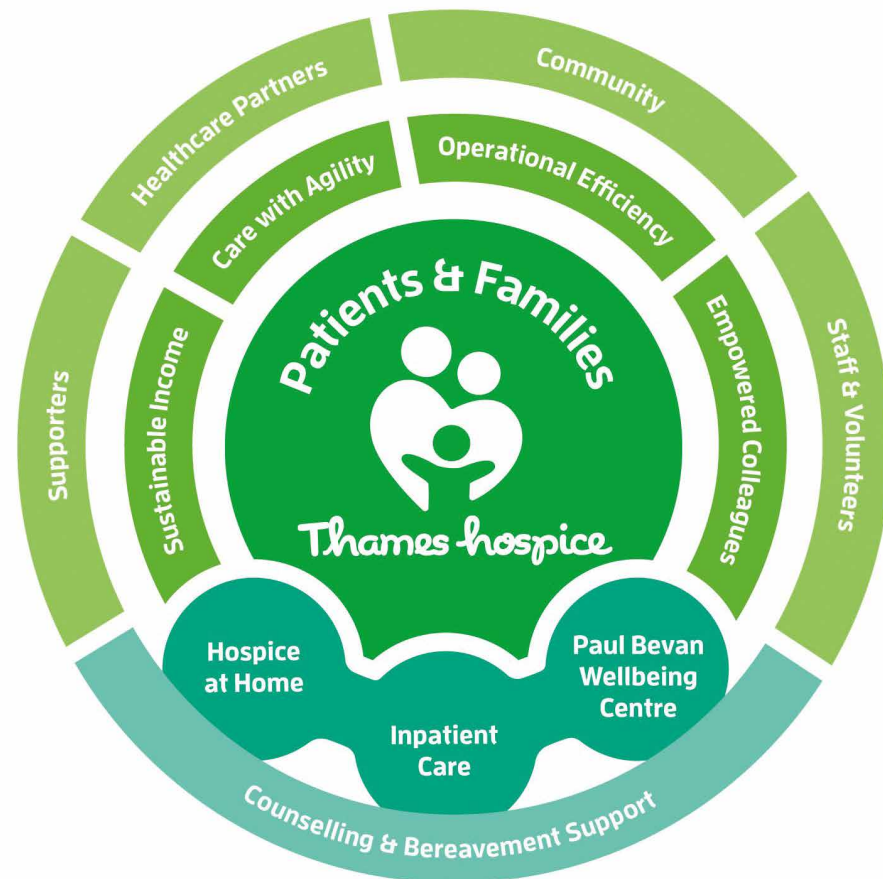 Healthcare Partners
Community
Supporters
Staff & Volunteers
Care with Agility
Operational Efficiency
Sustainable Income
Empowered Colleagues
Patients & Families
Thames hospice
Hospice
at Home
Inpatient
Care
Paul Bevan
Wellbeing
Centre
Counselling & Bereavement Support